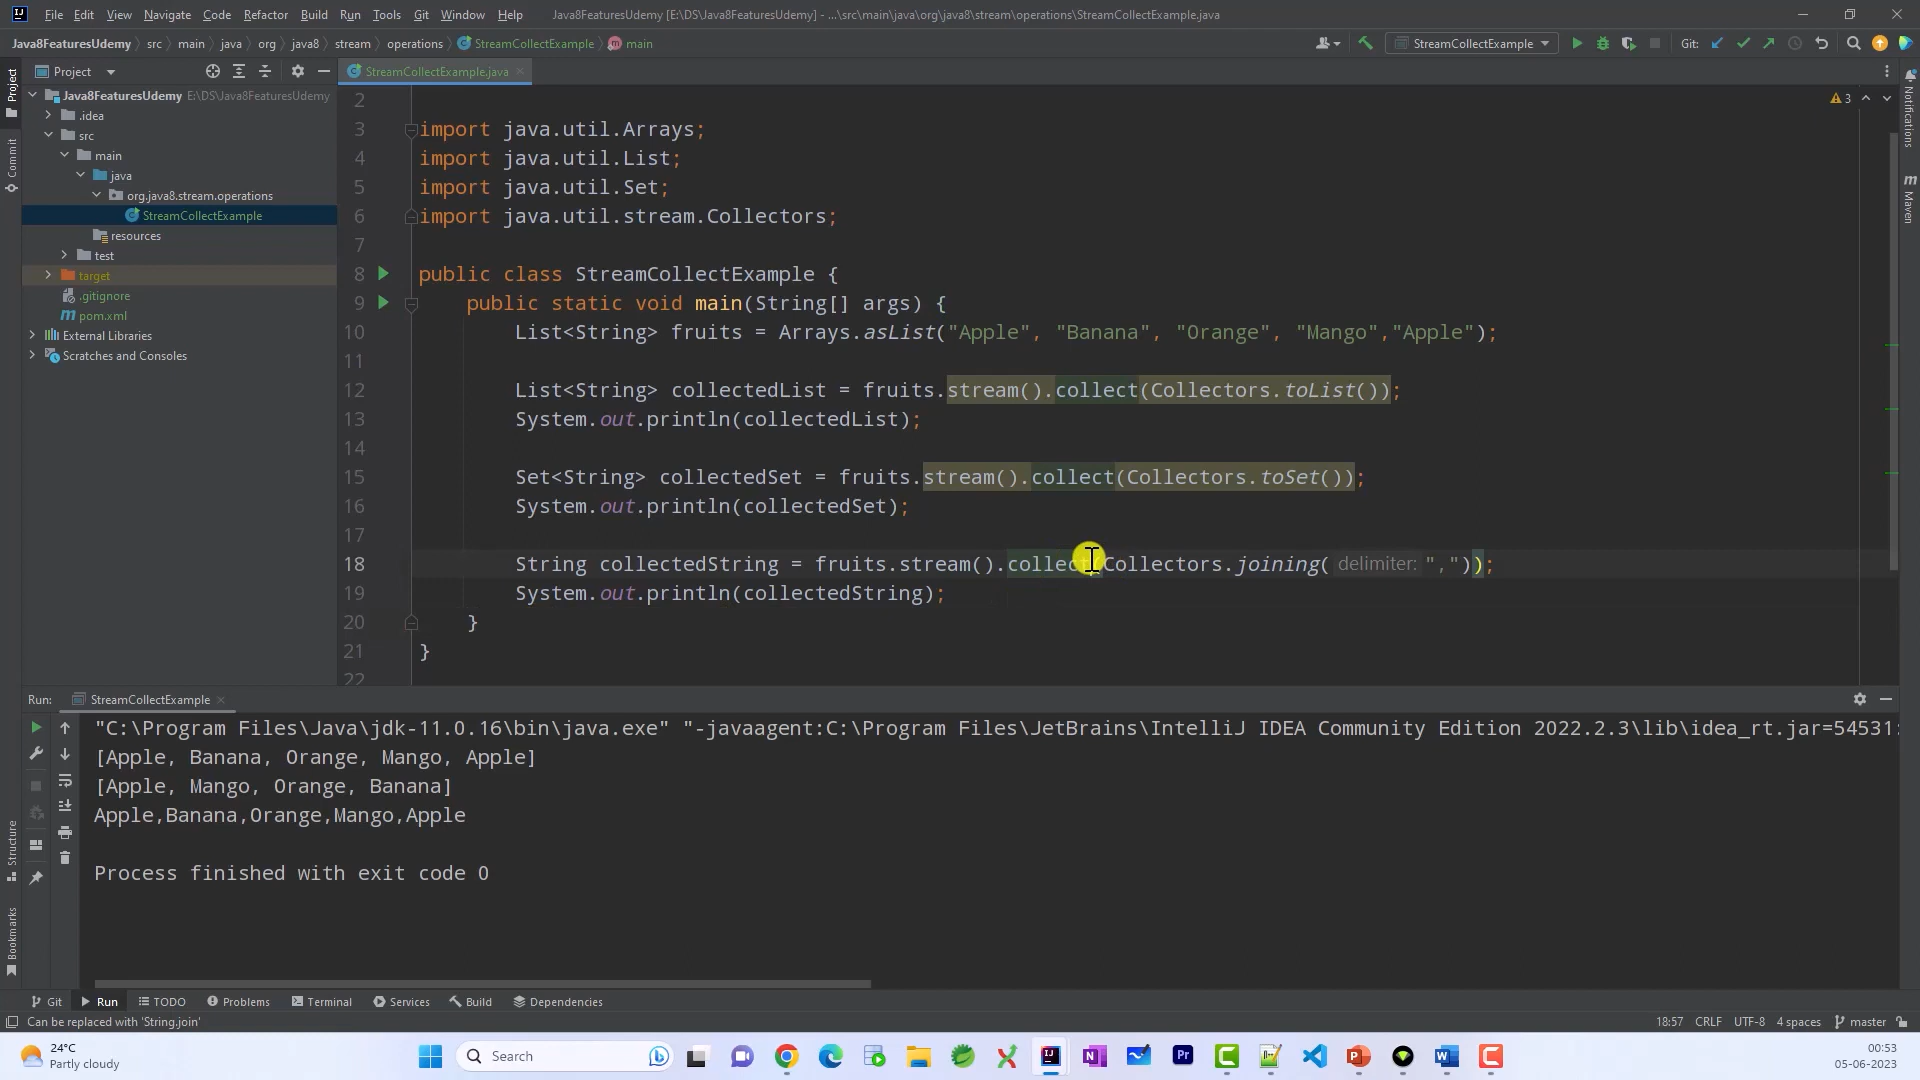 File Edit View Navigate Code Refactor Build Run Tools Git Window Help Java8FeaturesUdemy [E:\DS\Java8FeaturesUdemy] - ...\src\main\java\org\java8\stream\operations\StreamCollectExample.java
Java8FeaturesUdemy src main java org java8 stream operations StreamCollectExample main StreamCollectExample Git:
Project
StreamCollectExample.java
Java8FeaturesUdemy E:\DS\Java8FeaturesUdemy
.idea
src
main
java
org.java8.stream.operations
StreamCollectExample
resources
test
target
.gitignore
pom.xml
External Libraries
Scratches and Consoles
Project
Commit
Structure
Bookmarks
Notifications
Maven
3
2
3 import java.util.Arrays;
4 import java.util.List;
5 import java.util.Set;
6 import java.util.stream.Collectors;
7
8 public class StreamCollectExample {
9 public static void main(String[] args) {
10 List<String> fruits = Arrays.asList("Apple", "Banana", "Orange", "Mango","Apple");
11
12 List<String> collectedList = fruits.stream().collect(Collectors.toList());
13 System.out.println(collectedList);
14
15 Set<String> collectedSet = fruits.stream().collect(Collectors.toSet());
16 System.out.println(collectedSet);
17
18 String collectedString = fruits.stream().collect(Collectors.joining( delimiter: ","));
19 System.out.println(collectedString);
20 }
21 }
22
Run: StreamCollectExample
"C:\Program Files\Java\jdk-11.0.16\bin\java.exe" "-javaagent:C:\Program Files\JetBrains\IntelliJ IDEA Community Edition 2022.2.3\lib\idea_rt.jar=54531:
[Apple, Banana, Orange, Mango, Apple]
[Apple, Mango, Orange, Banana]
Apple,Banana,Orange,Mango,Apple
Process finished with exit code 0
Git Run TODO Problems Terminal Services Build Dependencies
Can be replaced with 'String.join' 18:57 CRLF UTF-8 4 spaces master
24°C
Partly cloudy
Search
00:53
05-06-2023